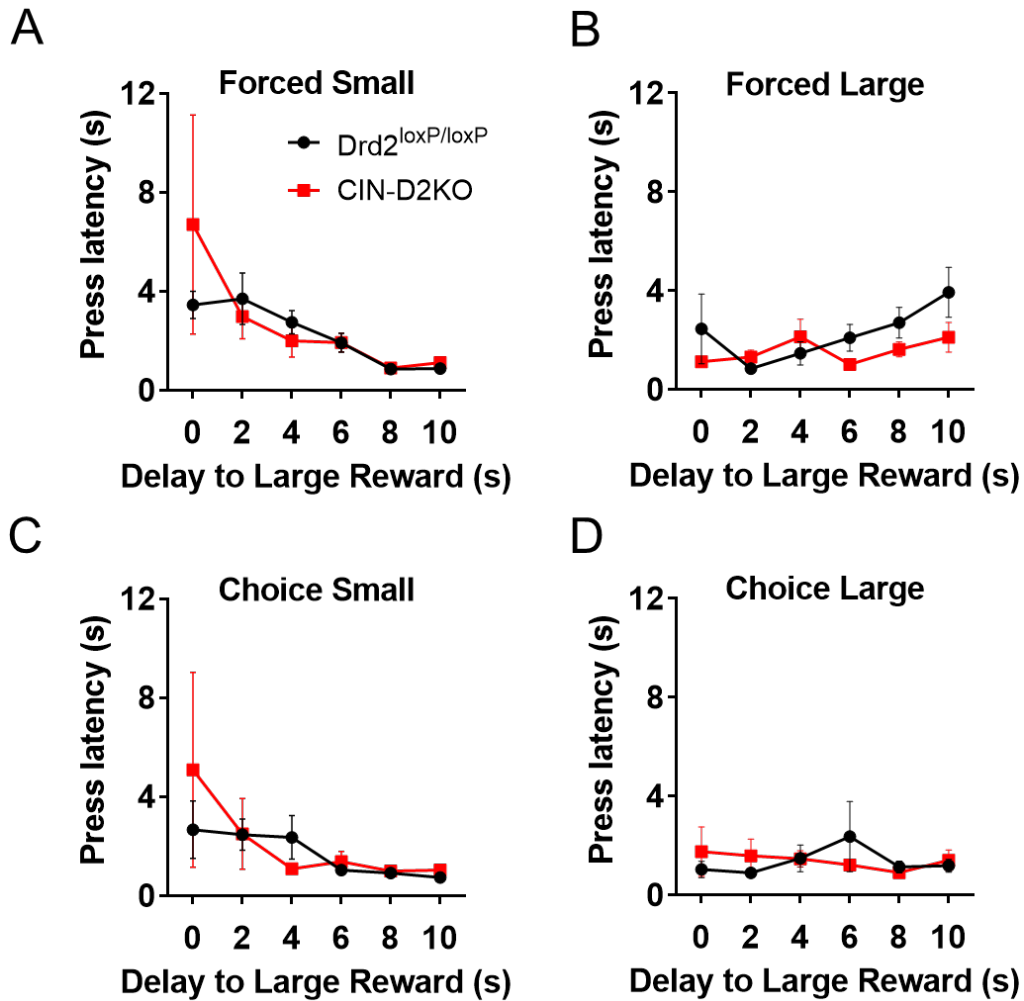 A
Forced Small
Press latency (s)
12
8
4
0
Drd2loxP/loxP
CIN-D2KO
0 2 4 6 8 10
Delay to Large Reward (s)
B
Forced Large
Press latency (s)
12
8
4
0
0 2 4 6 8 10
Delay to Large Reward (s)
C
Choice Small
Press latency (s)
12
8
4
0
0 2 4 6 8 10
Delay to Large Reward (s)
D
Choice Large
Press latency (s)
12
8
4
0
0 2 4 6 8 10
Delay to Large Reward (s)